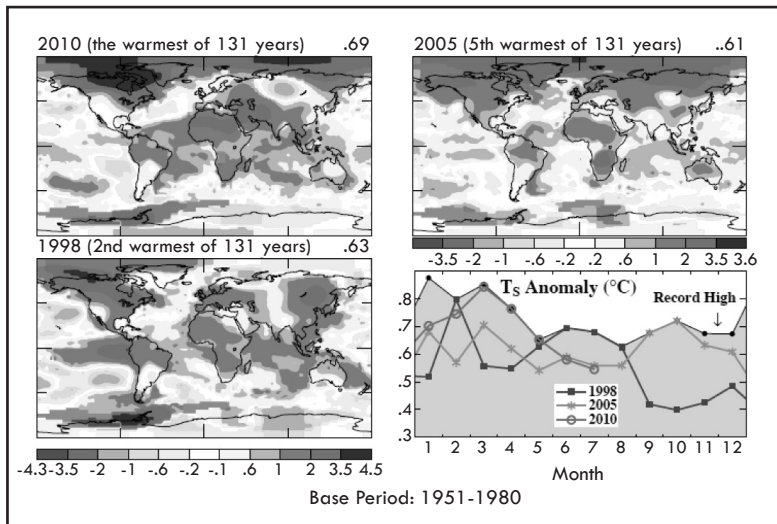 2010 (the warmest of 131 years) .69
2005 (5th warmest of 131 years) ..61
1998 (2nd warmest of 131 years) .63
-3.5 -2 -1 -.6 -.2 .2 .6 1 2 3.5 3.6
Ts Anomaly (°C)
Record High
.8
.7
.6
.5
.4
.3
1998
2005
2010
1 2 3 4 5 6 7 8 9 10 11 12
Month
-4.3-3.5 -2 -1 -.6 -2 -.1 .6 1 2 3.5 4.5
Base Period: 1951-1980